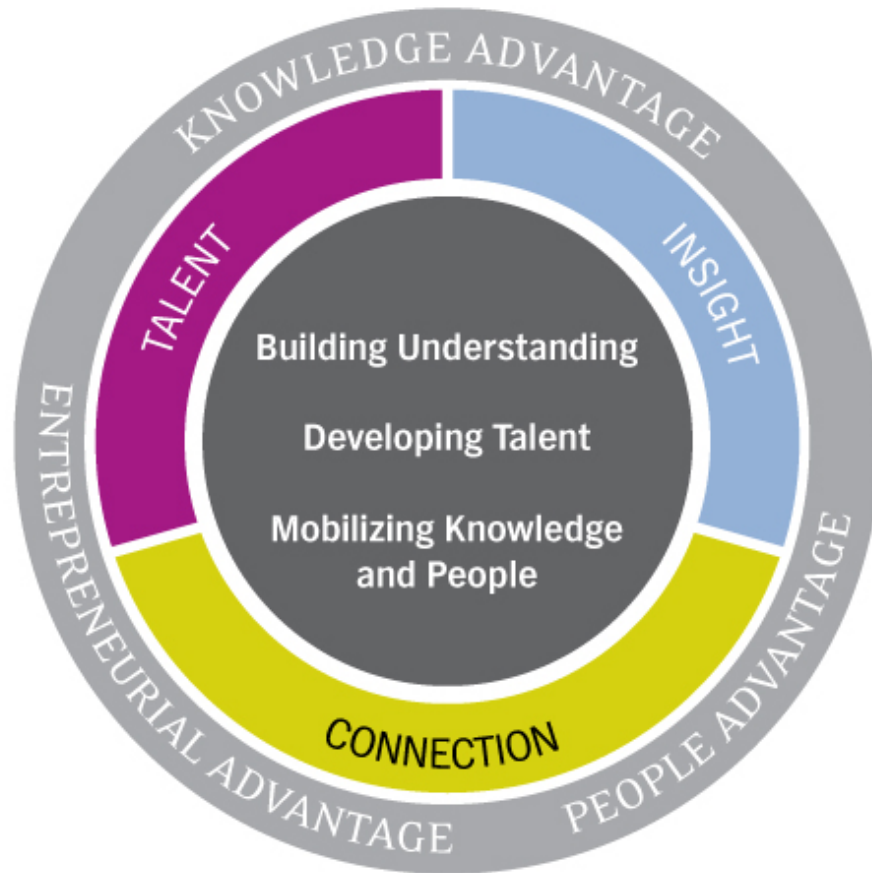 KNOWLEDGE ADVANTAGE
TALENT
INSIGHT
Building Understanding
Developing Talent
Mobilizing Knowledge
and People
CONNECTION
ENTREPRENEURIAL ADVANTAGE
PEOPLE ADVANTAGE